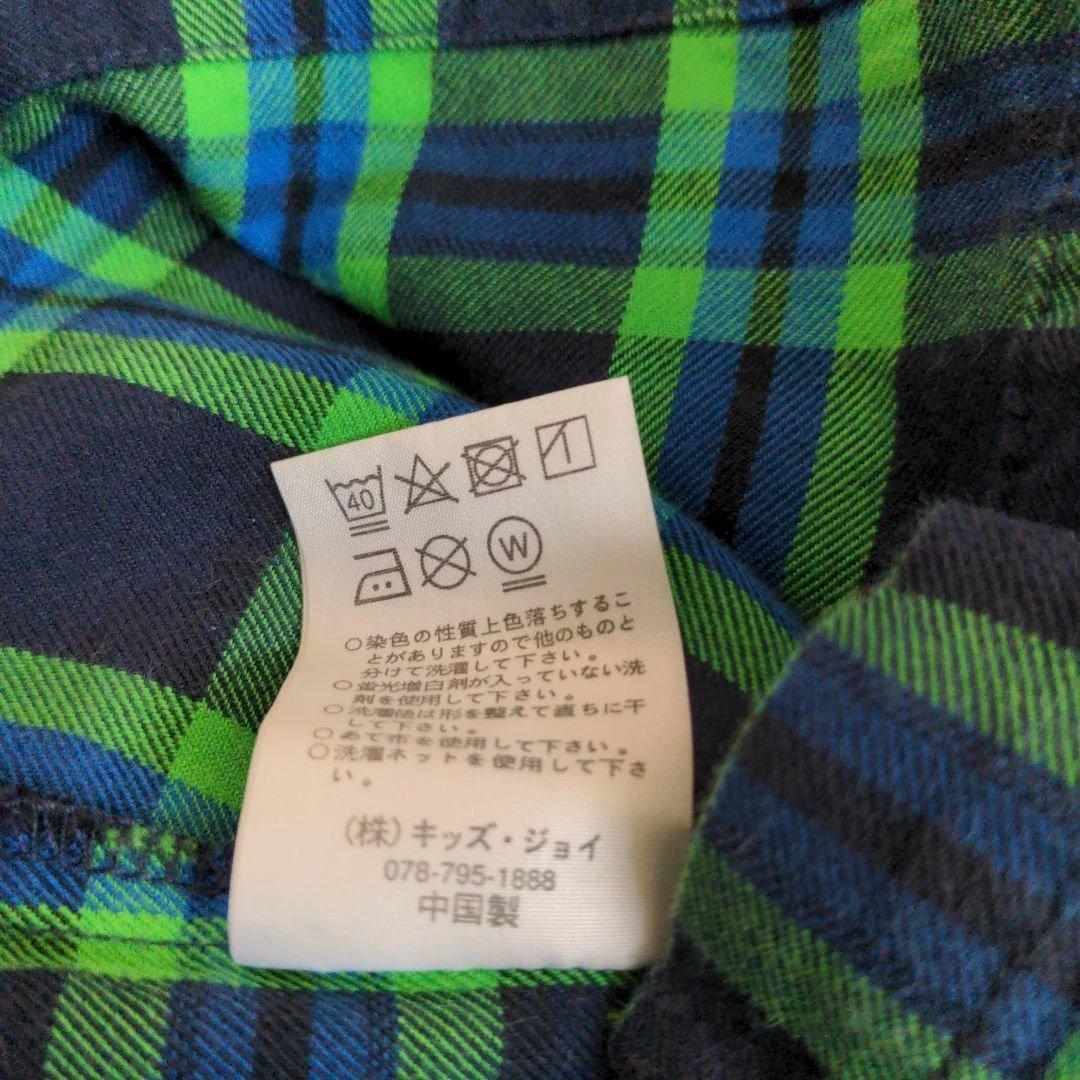 40
W
○染色の性質上色落ちするこ
とがありますので他のものと
分けて洗濯して下さい。
○蛍光増白剤が入っていない洗
剤を使用して下さい。
○洗濯後は形を整えて直ちに干
して下さい。
○あて布を使用して下さい。
○洗濯ネットを使用して下さ
い。
(株)キッズ・ジョイ
078-795-1888
中国製